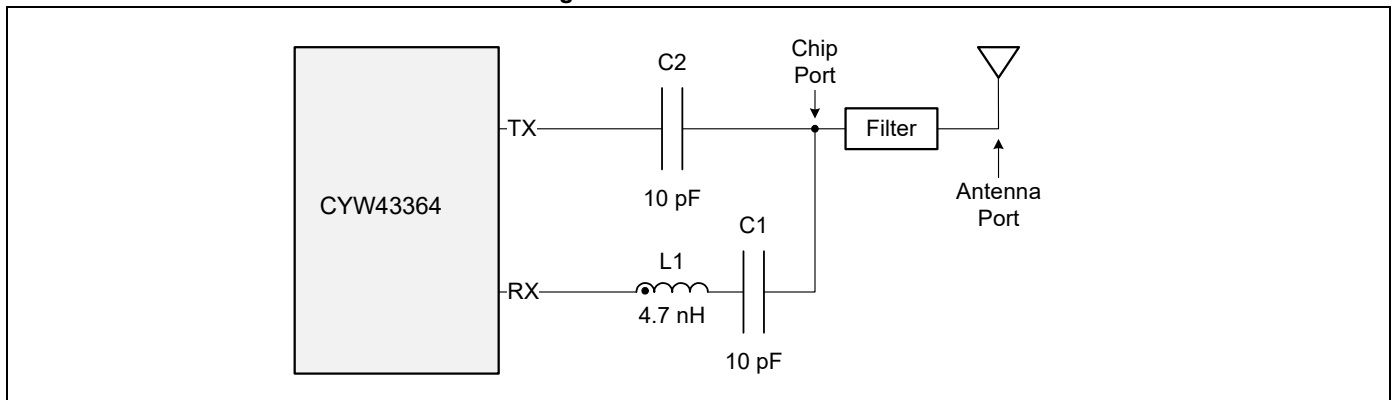 Chip
Port
C2
TX
Filter
10 pF
Antenna
Port
CYW43364
C1
L1
RX
4.7 nH
10 pF